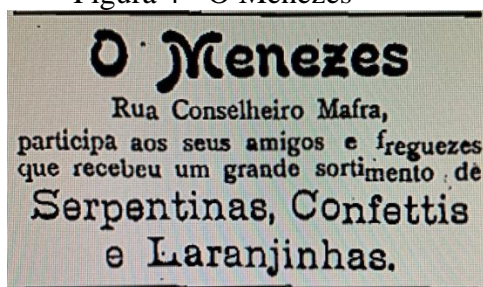 Figura 4 - O Menezes
O Menezes
Rua Conselheiro Mafra,
participa aos seus amigos e freguezes
que recebeu um grande sortimento de
Serpentinas, Confettis
e Laranjinhas.